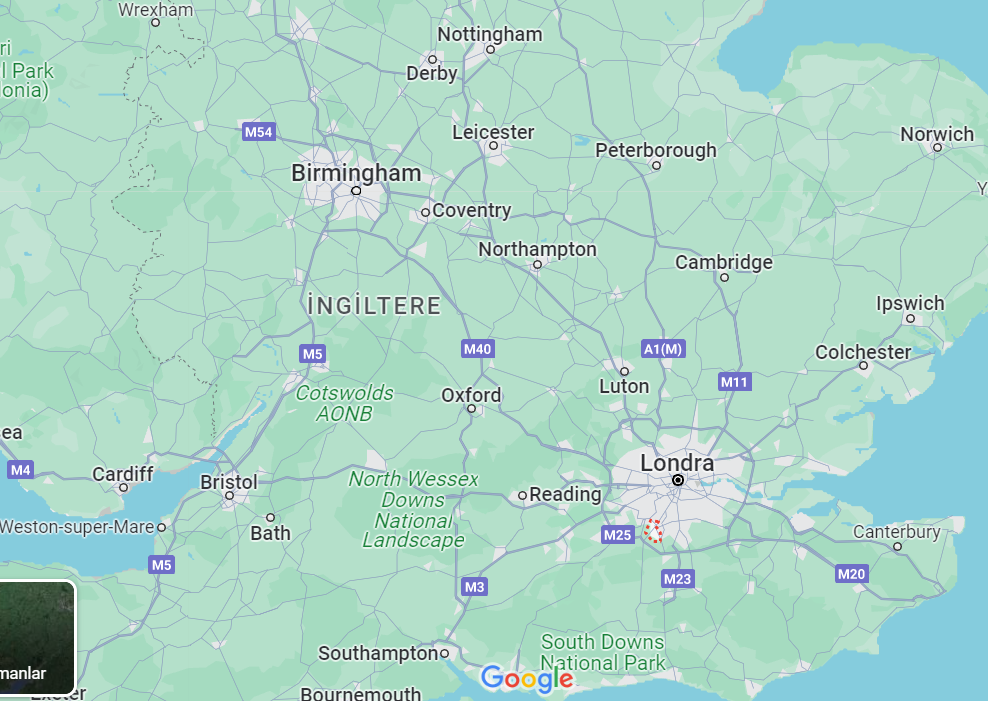 Wrexham
Nottingham
Derby
ri
l Park
onia)
M54
Leicester
Norwich
Peterborough
Birmingham
Y
Coventry
Northampton
Cambridge
İNGİLTERE
Ipswich
M5
M40
A1(M)
Colchester
M11
Luton
Cotswolds
AONB
Oxford
ea
M4
Cardiff
Londra
Bristol
North Wessex
Downs
National
Landscape
Reading
Weston-super-Mare
Bath
M25
Canterbury
M5
M3
M23
M20
South Downs
National Park
Southampton
manlar
Google
Exeter
Bournemouth